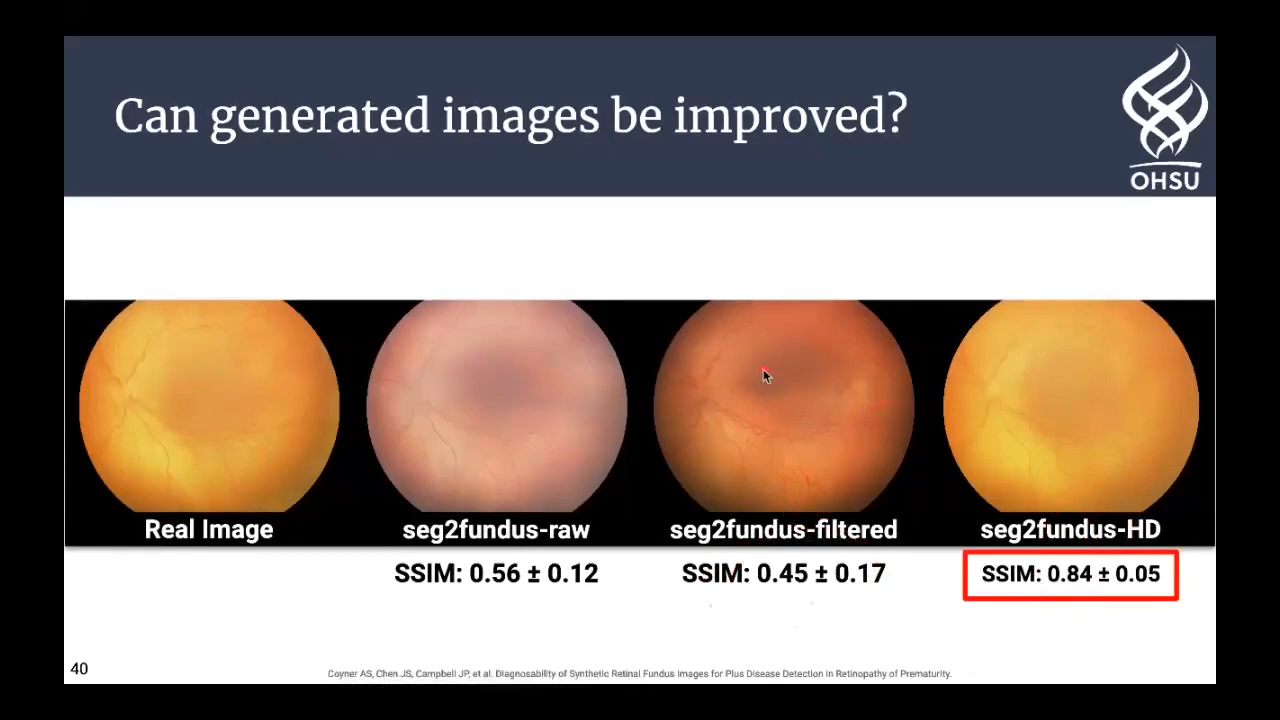 Can generated images be improved?
OHSU
Real Image
seg2fundus-raw
seg2fundus-filtered
seg2fundus-HD
SSIM: 0.56 ± 0.12
SSIM: 0.45 ± 0.17
SSIM: 0.84 ± 0.05
40
Coyner AS, Chen JS, Campbell JP, et al. Diagnosability of Synthetic Retinal Fundus Images for Plus Disease Detection in Retinopathy of Prematurity.